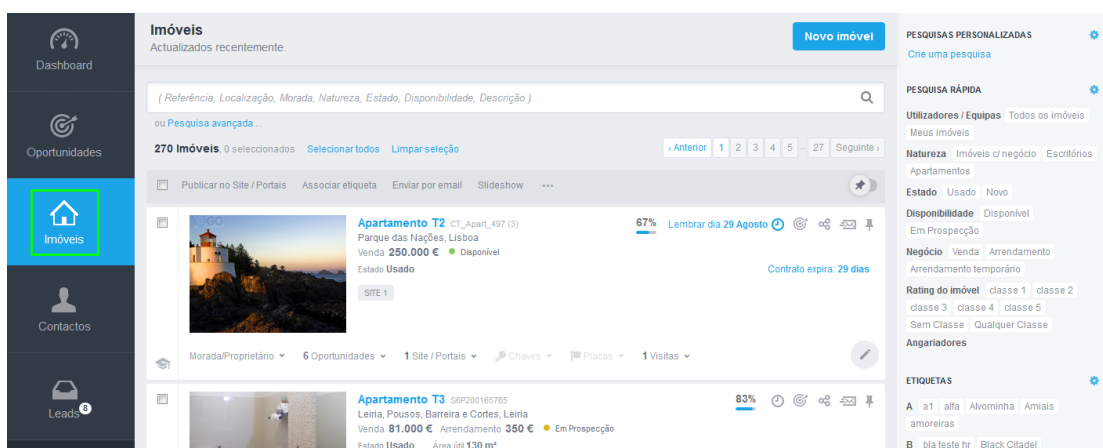 Dashboard
Oportunidades
Imóveis
Contactos
Leads 8
Imóveis
Actualizados recentemente.
Novo imóvel
( Referência, Localização, Morada, Natureza, Estado, Disponibilidade, Descrição )
ou Pesquisa avançada ...
270 Imóveis, 0 seleccionados Selecionar todos Limpar seleção
‹ Anterior 1 2 3 4 5 ... 27 Seguinte ›
Publicar no Site / Portais Associar etiqueta Enviar por email Slideshow ...
Apartamento T2 CT_Apart_497 (3)
67% Lembrar dia 29 Agosto
Parque das Nações, Lisboa
Venda 250.000 € Disponível
Estado Usado
Contrato expira: 29 dias
SITE 1
Morada/Proprietário 6 Oportunidades 1 Site / Portais Chaves Placas 1 Visitas
Apartamento T3 S6P200165765
83%
Leiria, Pousos, Barreira e Cortes, Leiria
Venda 81.000 € Arrendamento 350 € Em Prospecção
Estado Usado Área útil 130 m²
PESQUISAS PERSONALIZADAS
Crie uma pesquisa
PESQUISA RÁPIDA
Utilizadores / Equipas Todos os imóveis
Meus imóveis
Natureza Imóveis c/ negócio Escritórios
Apartamentos
Estado Usado Novo
Disponibilidade Disponível
Em Prospecção
Negócio Venda Arrendamento
Arrendamento temporário
Rating do imóvel classe 1 classe 2
classe 3 classe 4 classe 5
Sem Classe Qualquer Classe
Angariadores
ETIQUETAS
A a1 alfa Alvorninha Amiais
amoreiras
B bla teste hr Black Citadel